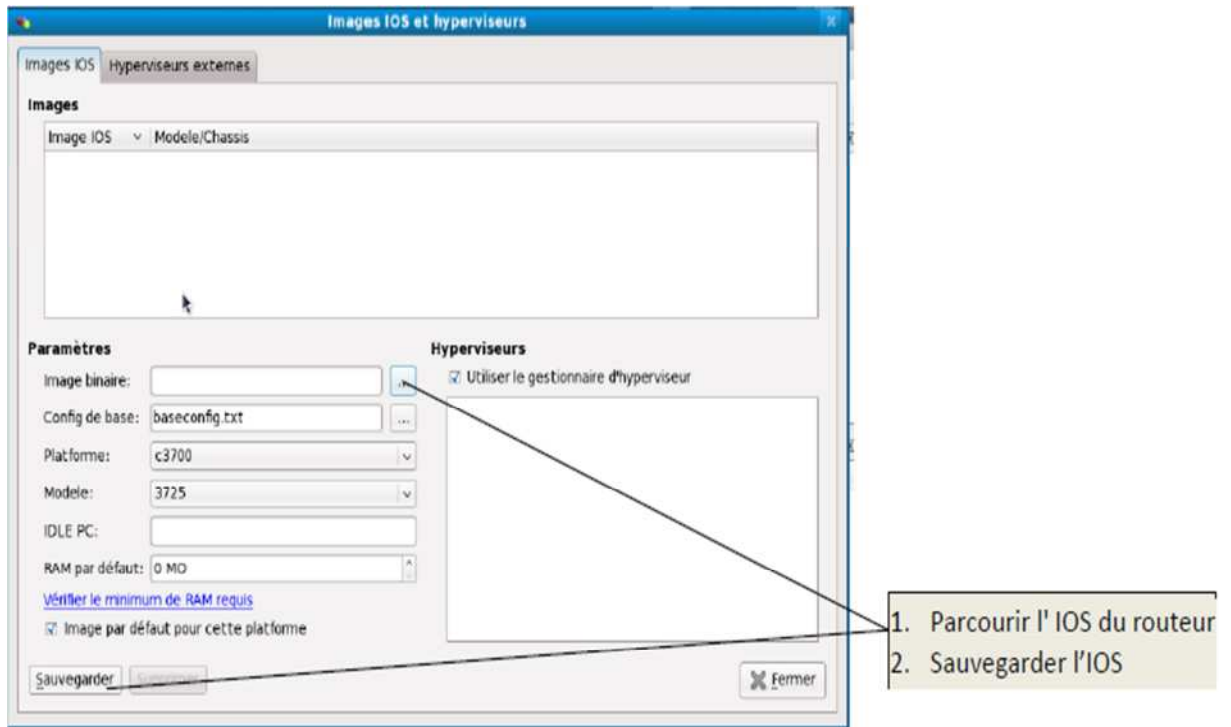 Images IOS et hyperviseurs
Images IOS
Hyperviseurs externes
Images
Image IOS
Modele/Chassis
Paramètres
Image binaire:
Config de base:
baseconfig.txt
...
Platforme:
c3700
Modele:
3725
IDLE PC:
RAM par défaut:
0 MO
Vérifier le minimum de RAM requis
Image par défaut pour cette platforme
Sauvegarder
Hyperviseurs
Utiliser le gestionnaire d'hyperviseur
Fermer
1. Parcourir l' IOS du routeur
2. Sauvegarder l'IOS